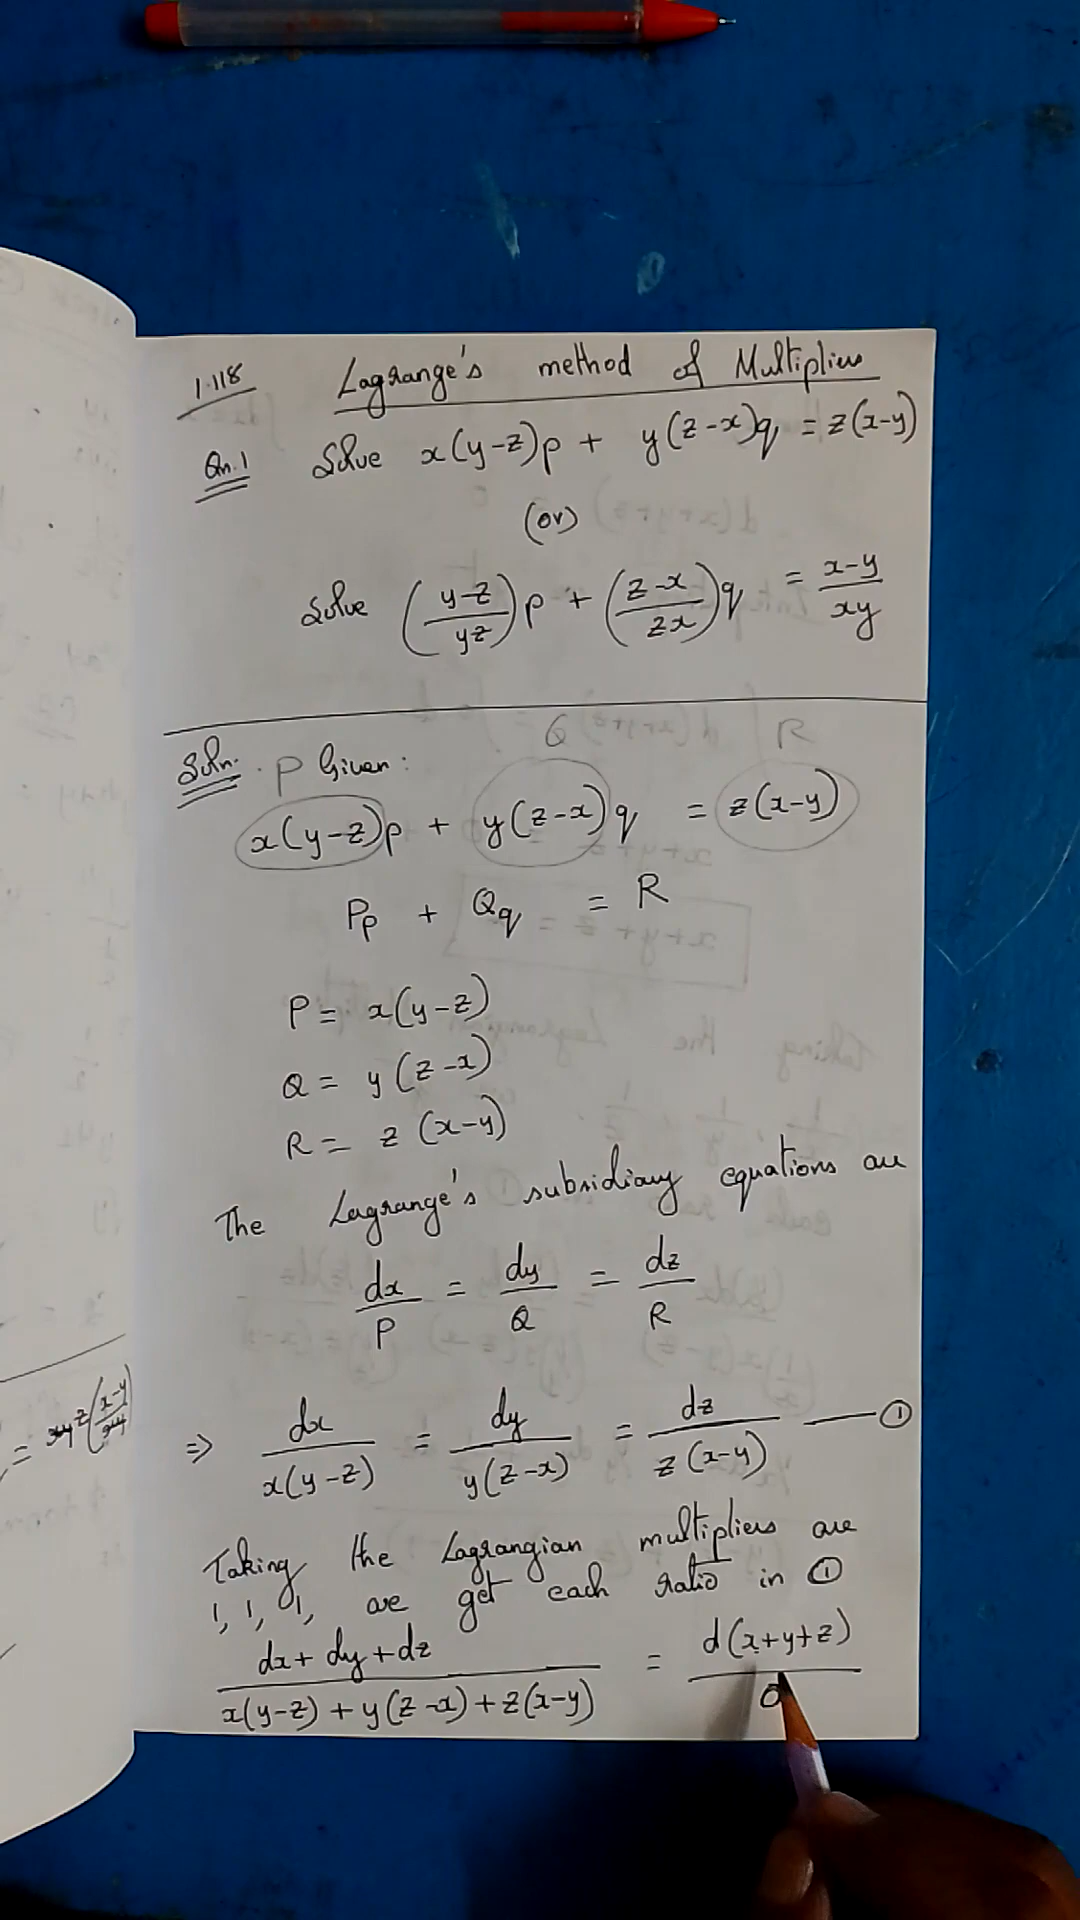 1.118 Lagrange's method of Multipliers
Qn.1 Solve x(y-z)p + y(z-x)q = z(x-y)
(or)
Solve ((y-z)/yz)p + ((z-x)/zx)q = (x-y)/xy
Q R
Soln. P Given:
x(y-z)p + y(z-x)q = z(x-y)
Pp + Qq = R
P = x(y-z)
Q = y(z-x)
R = z(x-y)
The Lagrange's subsidiary equations are
dx/P = dy/Q = dz/R
⇒ dx/x(y-z) = dy/y(z-x) = dz/z(x-y) — ①
Taking the Lagrangian multipliers are
1, 1, 1, we get each ratio in ①
(dx + dy + dz)/(x(y-z) + y(z-x) + z(x-y)) = d(x+y+z)/0